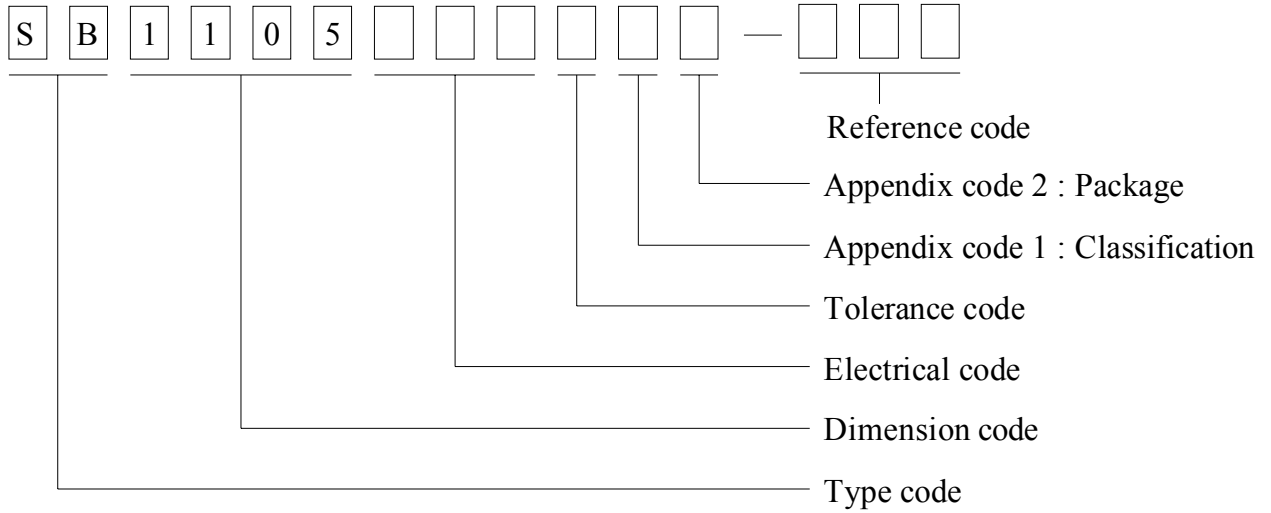 S B 1 1 0 5 —
Reference code
Appendix code 2 : Package
Appendix code 1 : Classification
Tolerance code
Electrical code
Dimension code
Type code